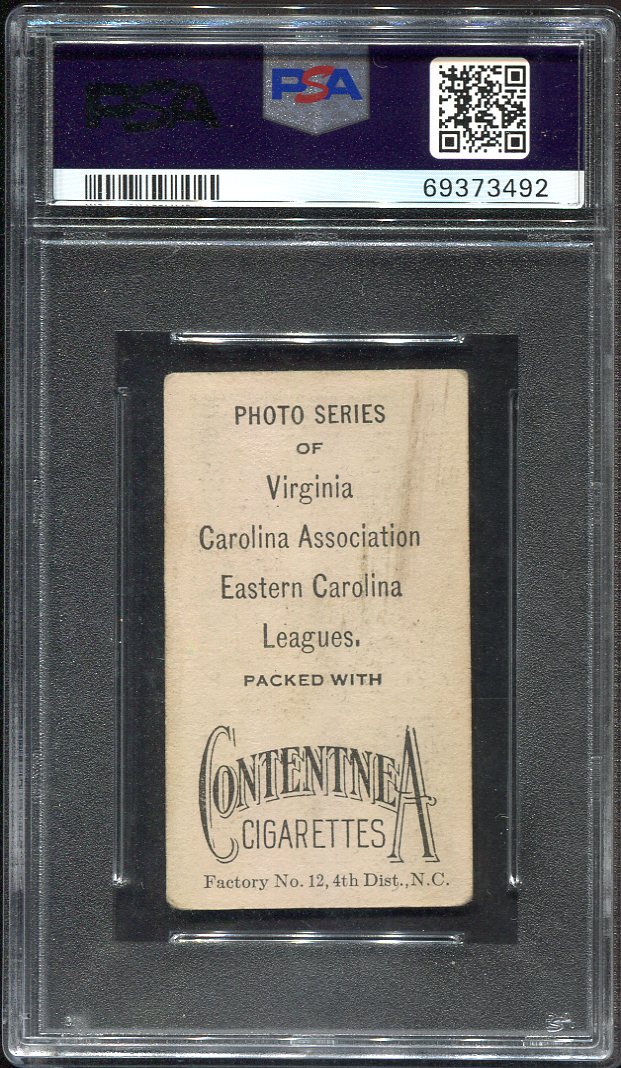 PSA
PSA
69373492
PHOTO SERIES
OF
Virginia
Carolina Association
Eastern Carolina
Leagues.
PACKED WITH
CONTENTNEA
CIGARETTES
Factory No. 12, 4th Dist., N.C.